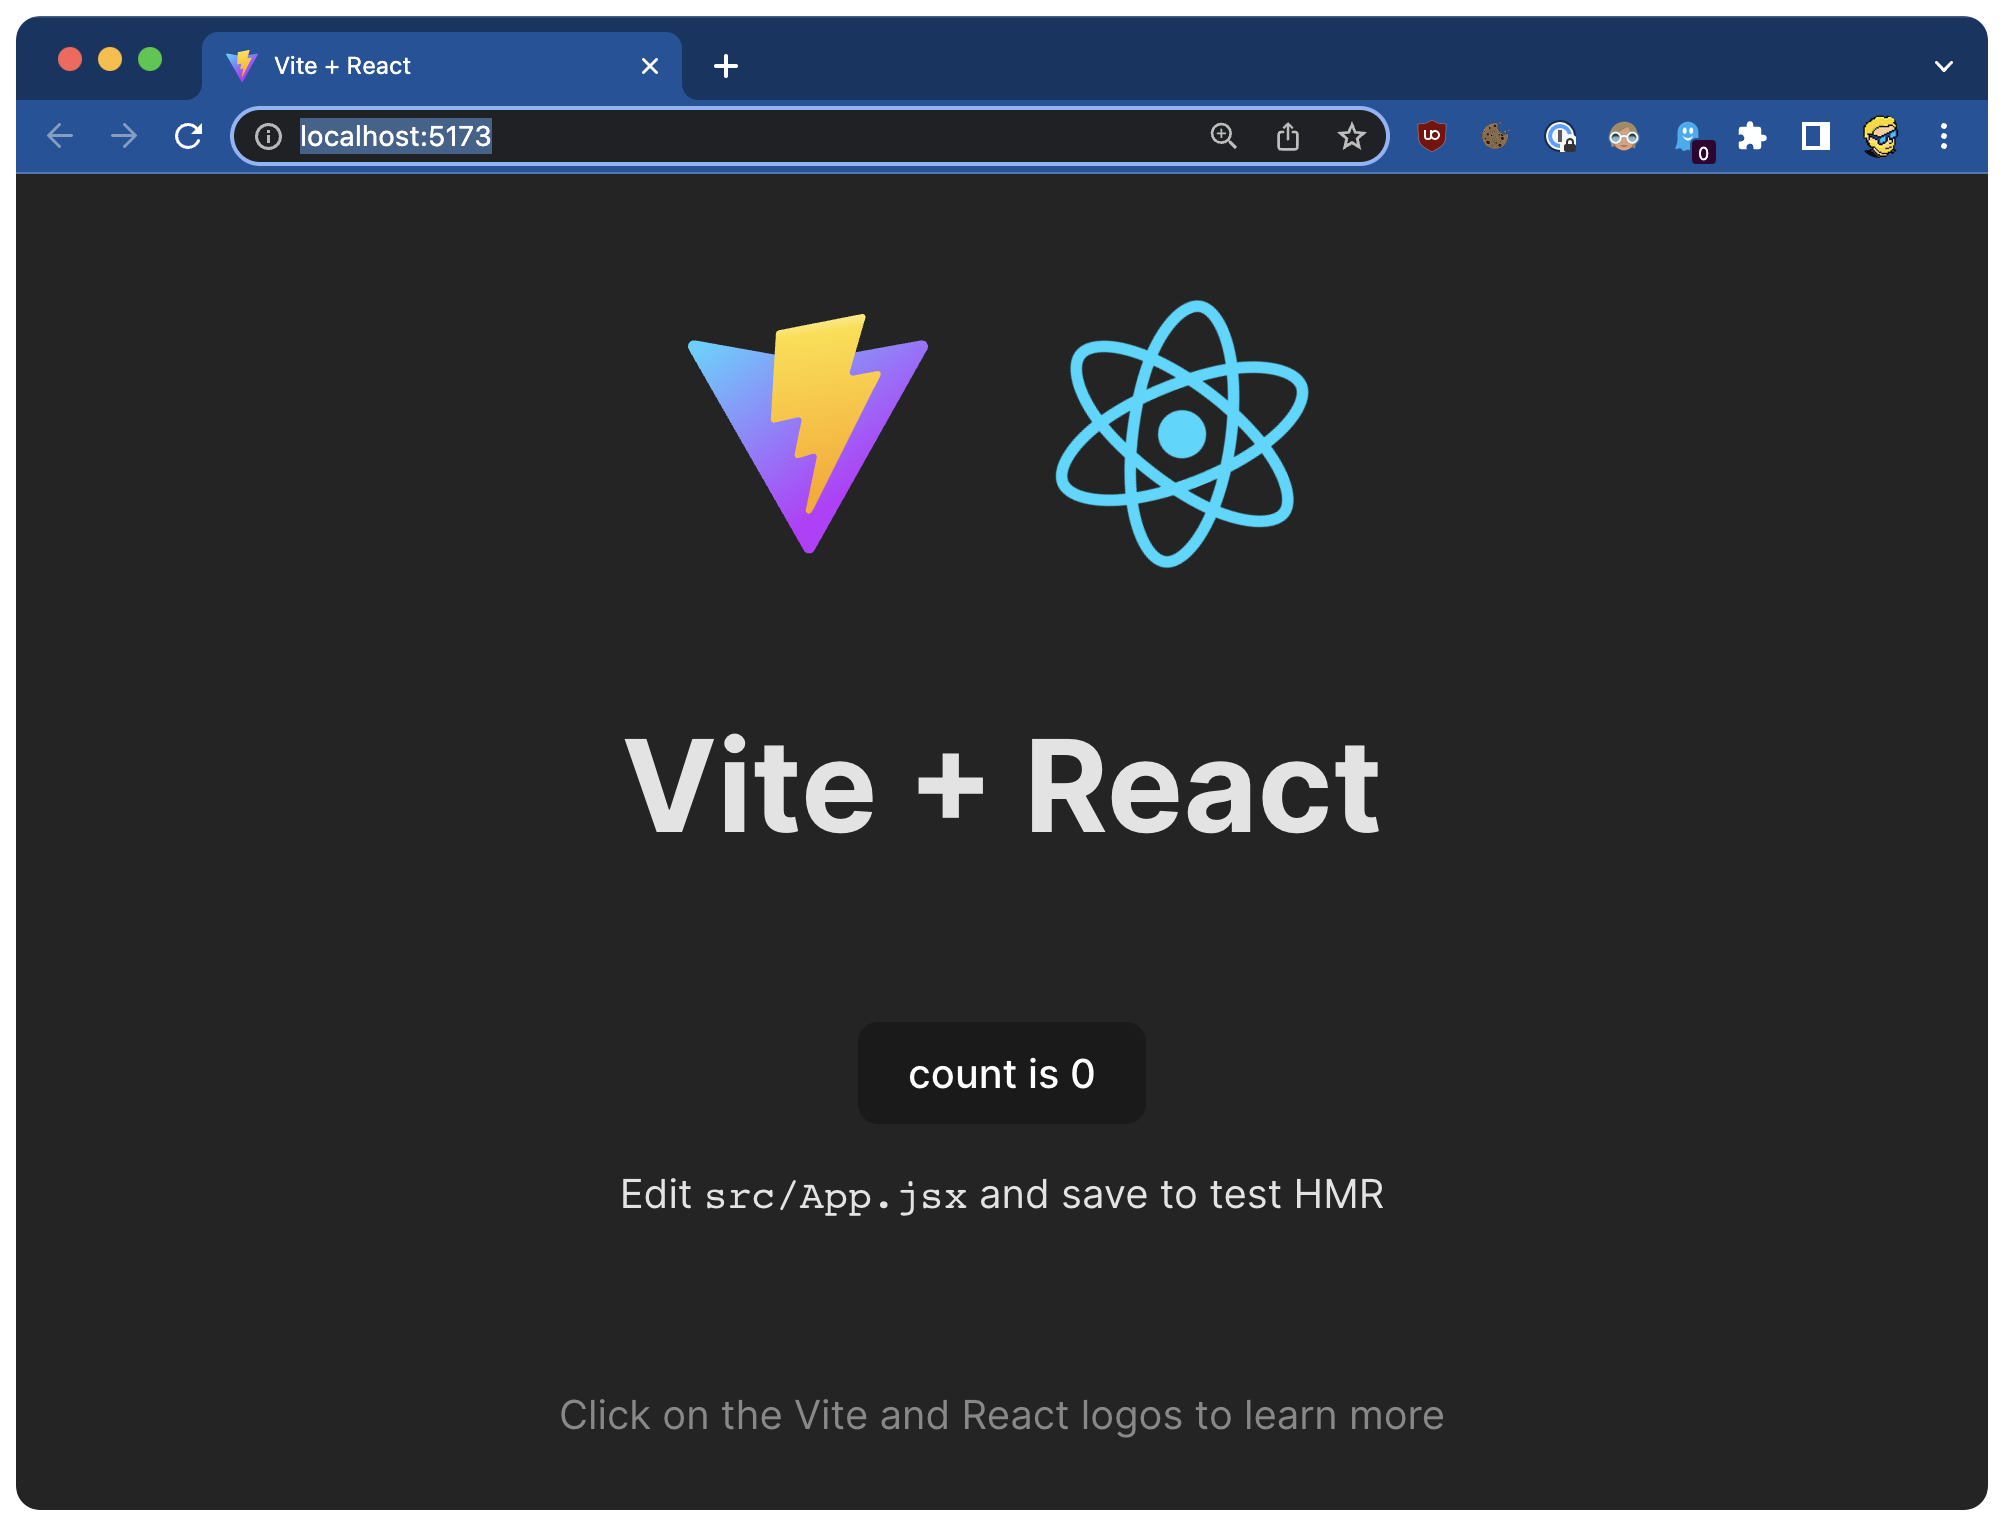 Vite + React
localhost:5173
0
Vite + React
count is 0
Edit src/App.jsx and save to test HMR
Click on the Vite and React logos to learn more